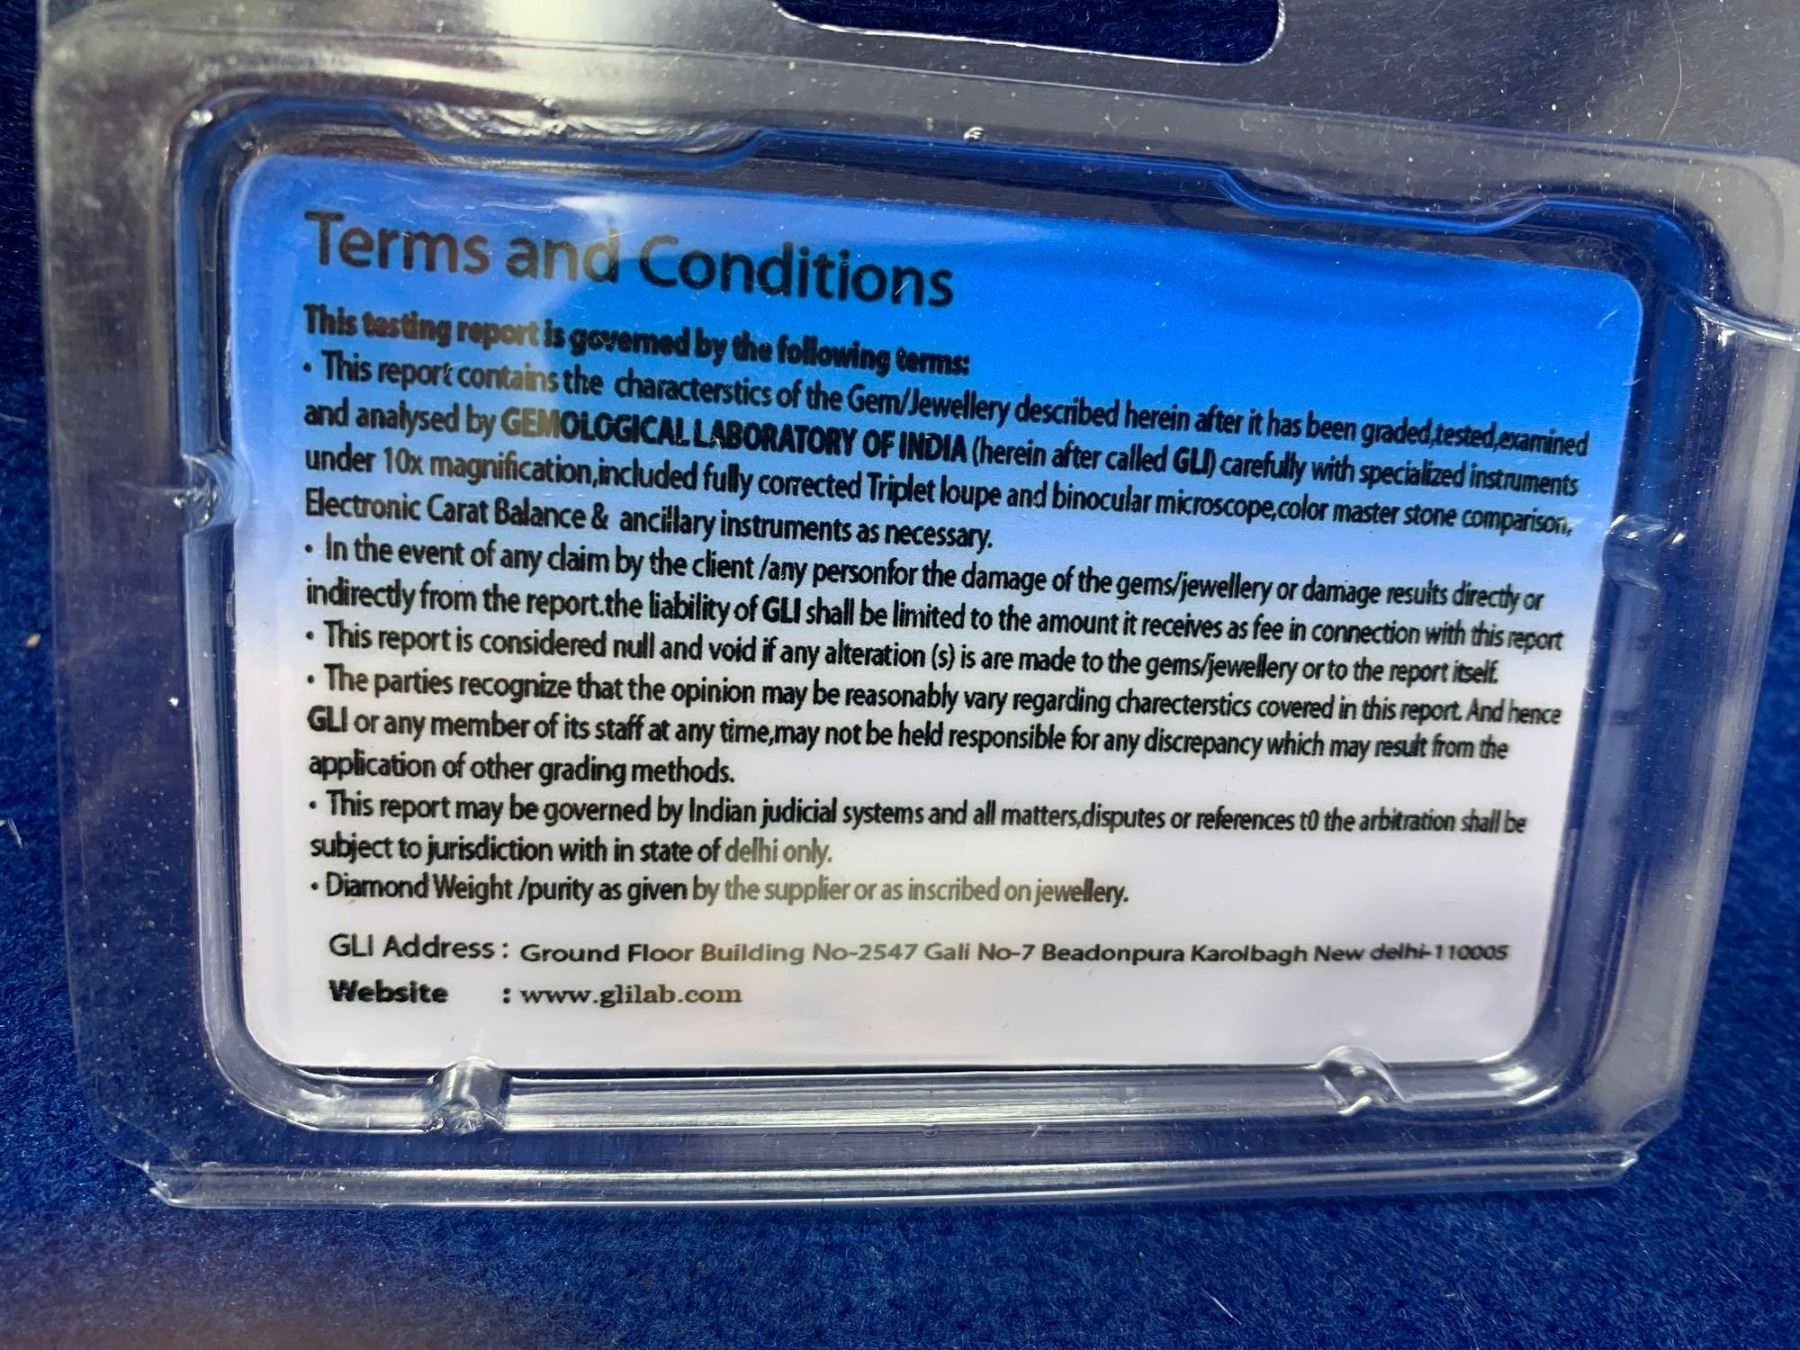 Terms and Conditions
This testing report is governed by the following terms:
• This report contains the characterstics of the Gem/Jewellery described herein after it has been graded,tested,examined
and analysed by GEMOLOGICAL LABORATORY OF INDIA (herein after called GLI) carefully with specialized instruments
under 10x magnification,included fully corrected Triplet loupe and binocular microscope,color master stone comparison,
Electronic Carat Balance & ancillary instruments as necessary.
• In the event of any claim by the client /any personfor the damage of the gems/jewellery or damage results directly or
indirectly from the report.the liability of GLI shall be limited to the amount it receives as fee in connection with this report
• This report is considered null and void if any alteration (s) is are made to the gems/jewellery or to the report itself.
• The parties recognize that the opinion may be reasonably vary regarding charecterstics covered in this report. And hence
GLI or any member of its staff at any time,may not be held responsible for any discrepancy which may result from the
application of other grading methods.
• This report may be governed by Indian judicial systems and all matters,disputes or references t0 the arbitration shall be
subject to jurisdiction with in state of delhi only.
• Diamond Weight /purity as given by the supplier or as inscribed on jewellery.
GLI Address : Ground Floor Building No-2547 Gali No-7 Beadonpura Karolbagh New delhi-110005
Website : www.glilab.com